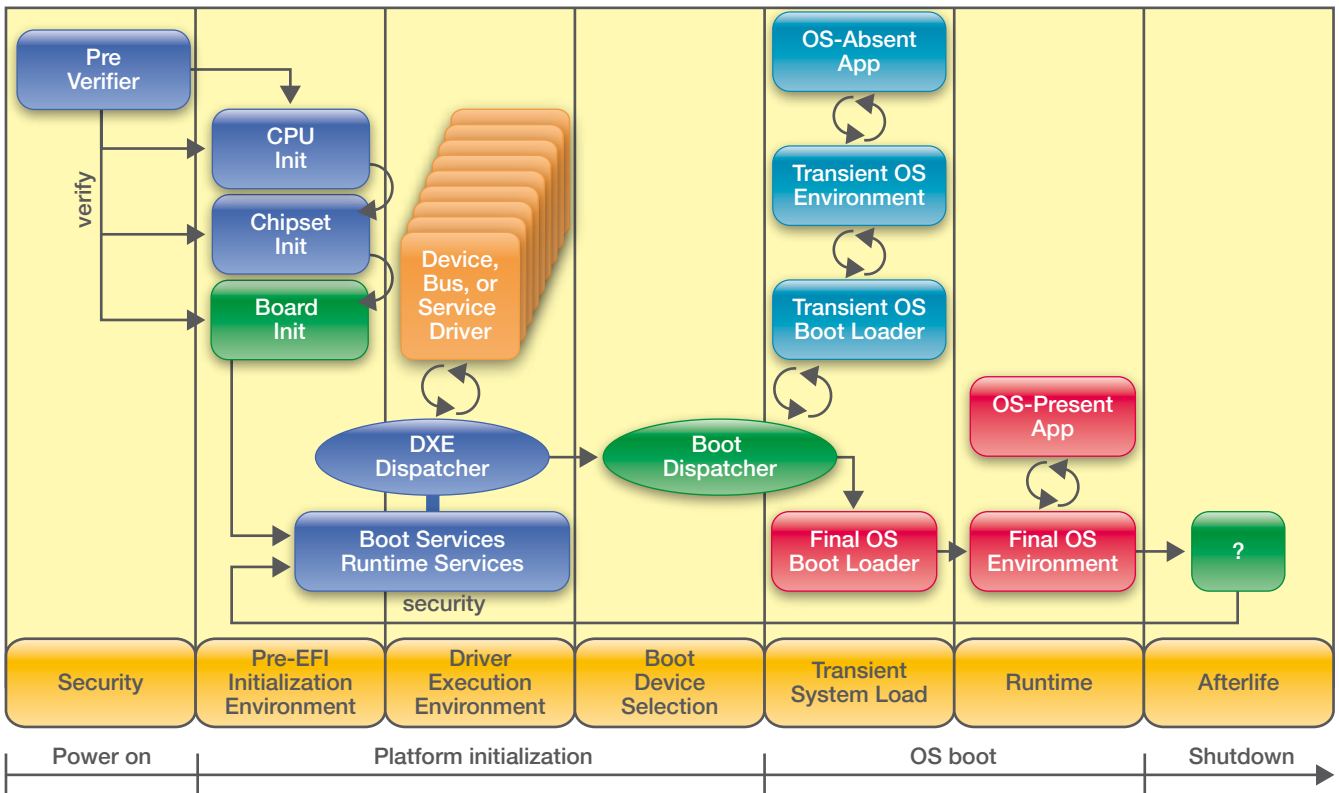 Pre
Verifier
verify
CPU
Init
Chipset
Init
Board
Init
Device,
Bus, or
Service
Driver
DXE
Dispatcher
Boot Services
Runtime Services
security
Boot
Dispatcher
OS-Absent
App
Transient OS
Environment
Transient OS
Boot Loader
Final OS
Boot Loader
OS-Present
App
Final OS
Environment
?
Security
Pre-EFI
Initialization
Environment
Driver
Execution
Environment
Boot
Device
Selection
Transient
System Load
Runtime
Afterlife
Power on
Platform initialization
OS boot
Shutdown